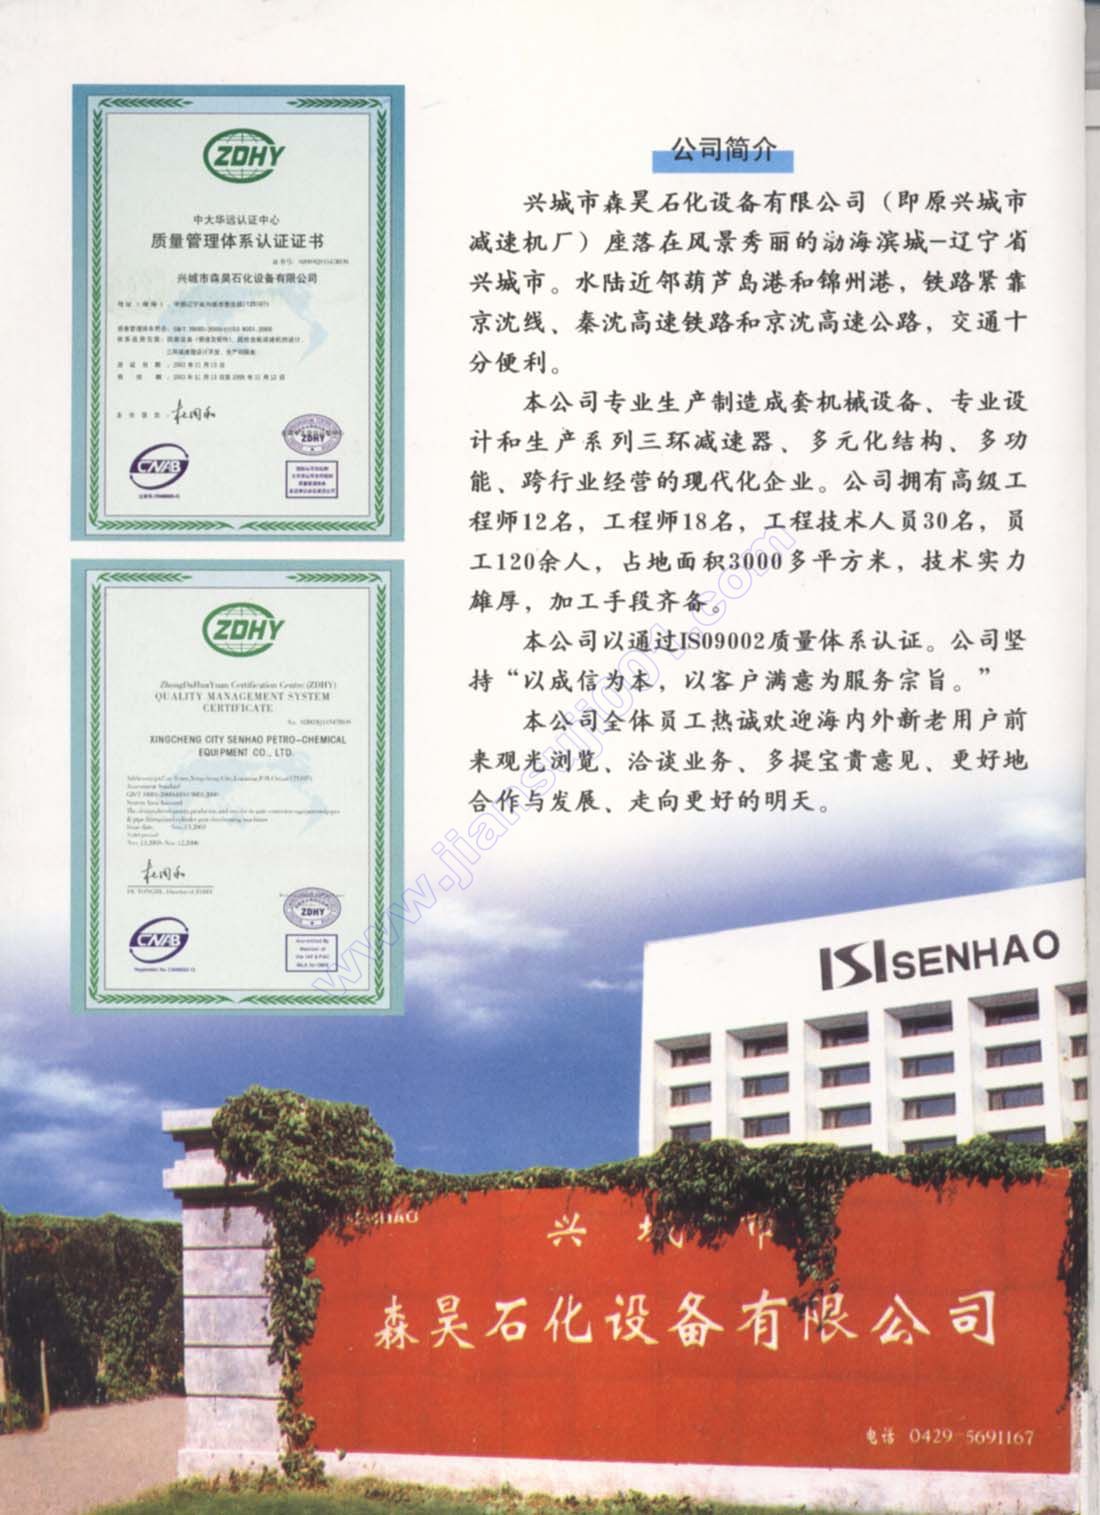 ZDHY
中大华远认证中心
质量管理体系认证证书
兴城市森昊石化设备有限公司
ZDHY
CNAB
ZDHY
ZhongDaHuaYuan Certification Centre (ZDHY)
QUALITY MANAGEMENT SYSTEM
CERTIFICATE
XINGCHENG CITY SENHAO PETRO-CHEMICAL
EQUIPMENT CO., LTD
ZDHY
CNAB
公司简介
兴城市森昊石化设备有限公司（即原兴城市
减速机厂）座落在风景秀丽的渤海滨城—辽宁省
兴城市。水陆近邻葫芦岛港和锦州港，铁路紧靠
京沈线、秦沈高速铁路和京沈高速公路，交通十
分便利。
本公司专业生产制造成套机械设备、专业设
计和生产系列三环减速器、多元化结构、多功
能、跨行业经营的现代化企业。公司拥有高级工
程师12名，工程师18名，工程技术人员30名，员
工120余人，占地面积3000多平方米，技术实力
雄厚，加工手段齐备。
本公司以通过ISO9002质量体系认证。公司坚
持“以成信为本，以客户满意为服务宗旨。”
本公司全体员工热诚欢迎海内外新老用户前
来观光浏览、洽谈业务、多提宝贵意见、更好地
合作与发展、走向更好的明天。
www.jiansujip01.com
SENHAO
兴城市
森昊石化设备有限公司
电话 0429-5691167